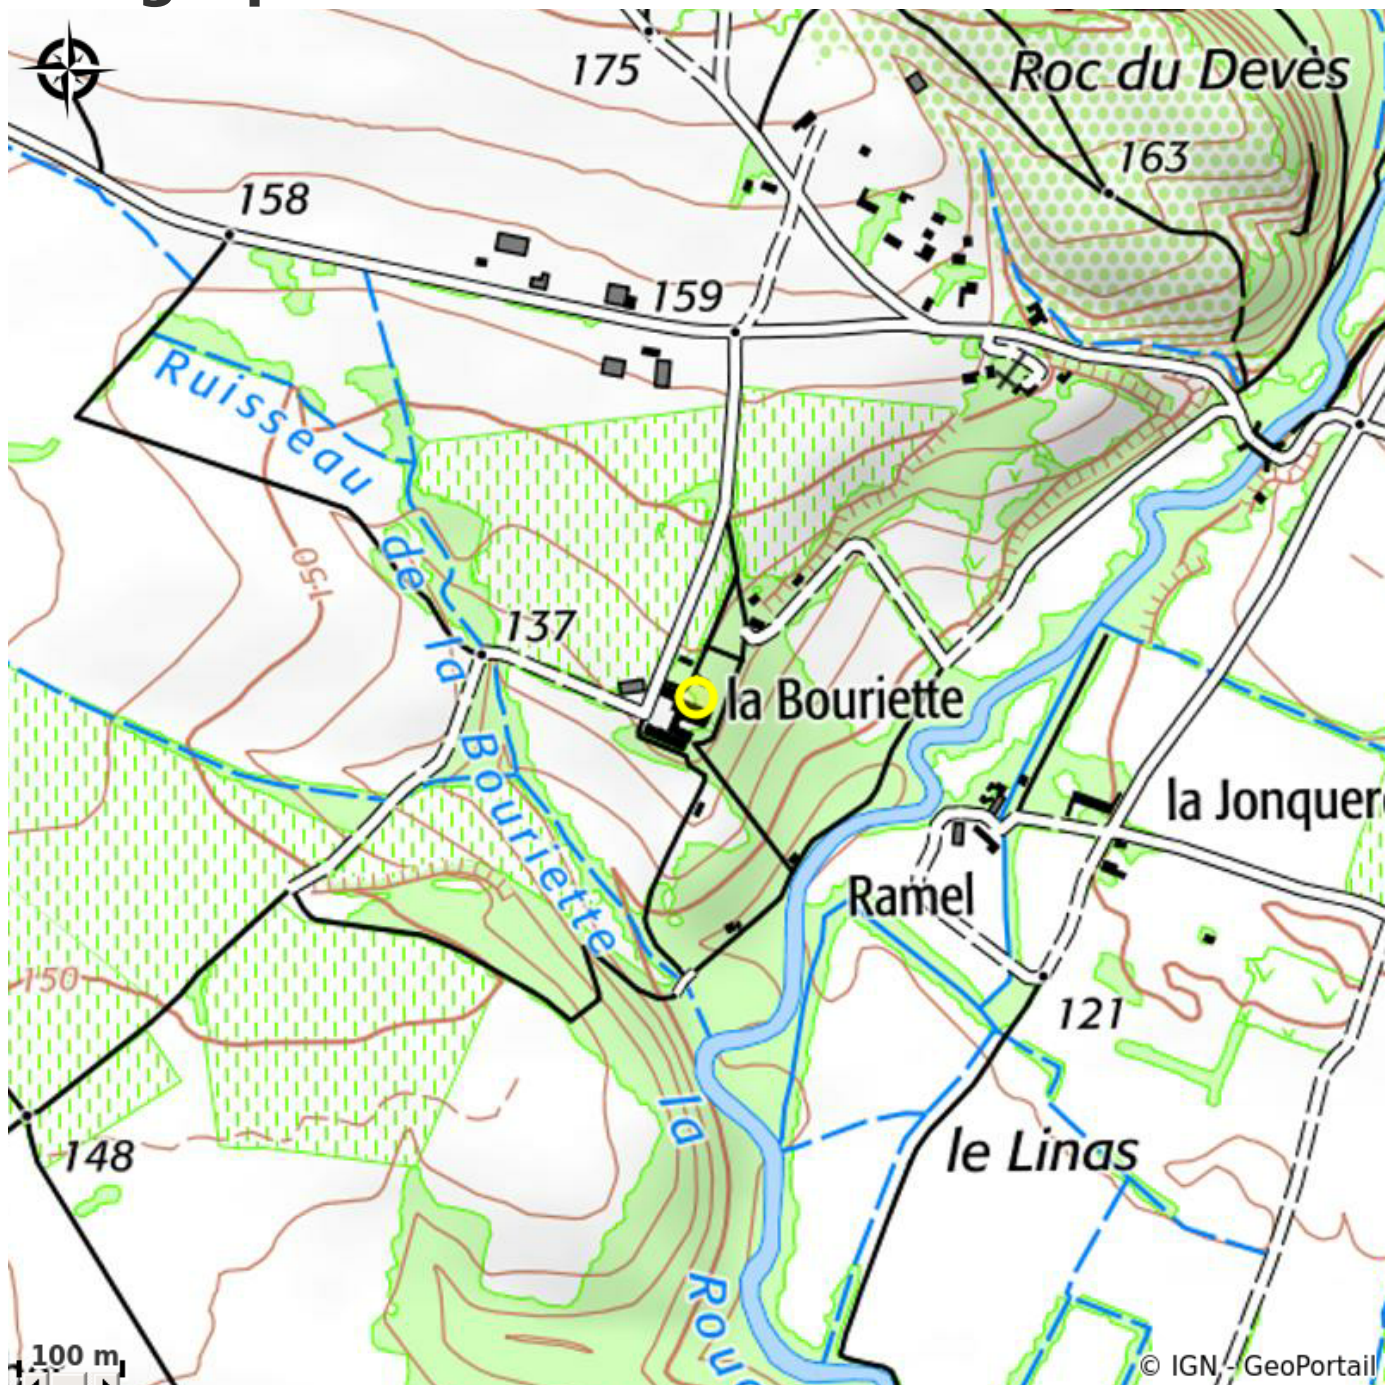 Roc du Devès
175
163
158
159
Ruisseau
de
la
Bouriette
150
137
la Bouriette
la Jonquer
Ramel
150
121
la
le Linas
148
Rou
100 m
© IGN - GeoPortail